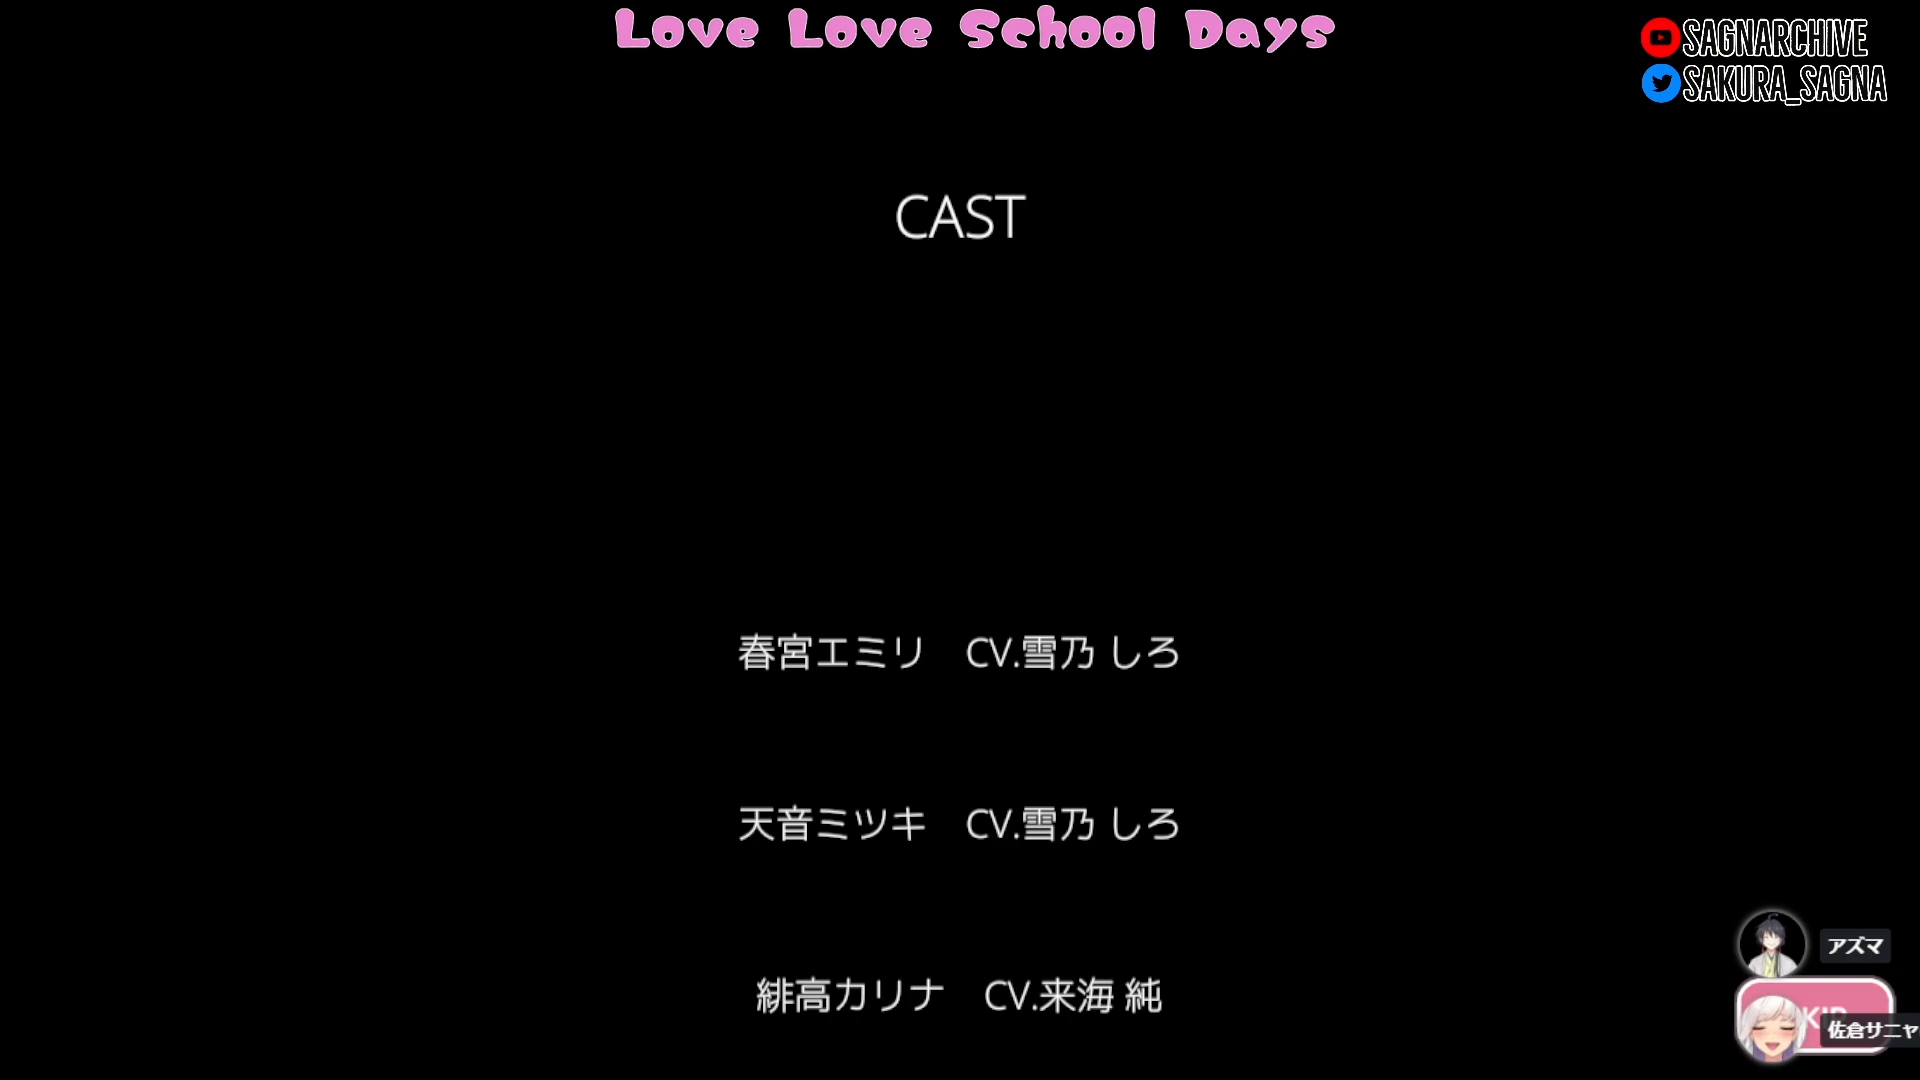 Love Love School Days
SAGNARCHIVE
SAKURA_SAGNA
CAST
春宮エミリ　CV.雪乃 しろ
天音ミツキ　CV.雪乃 しろ
緋高カリナ　CV.来海 純
アズマ
佐倉サニャ